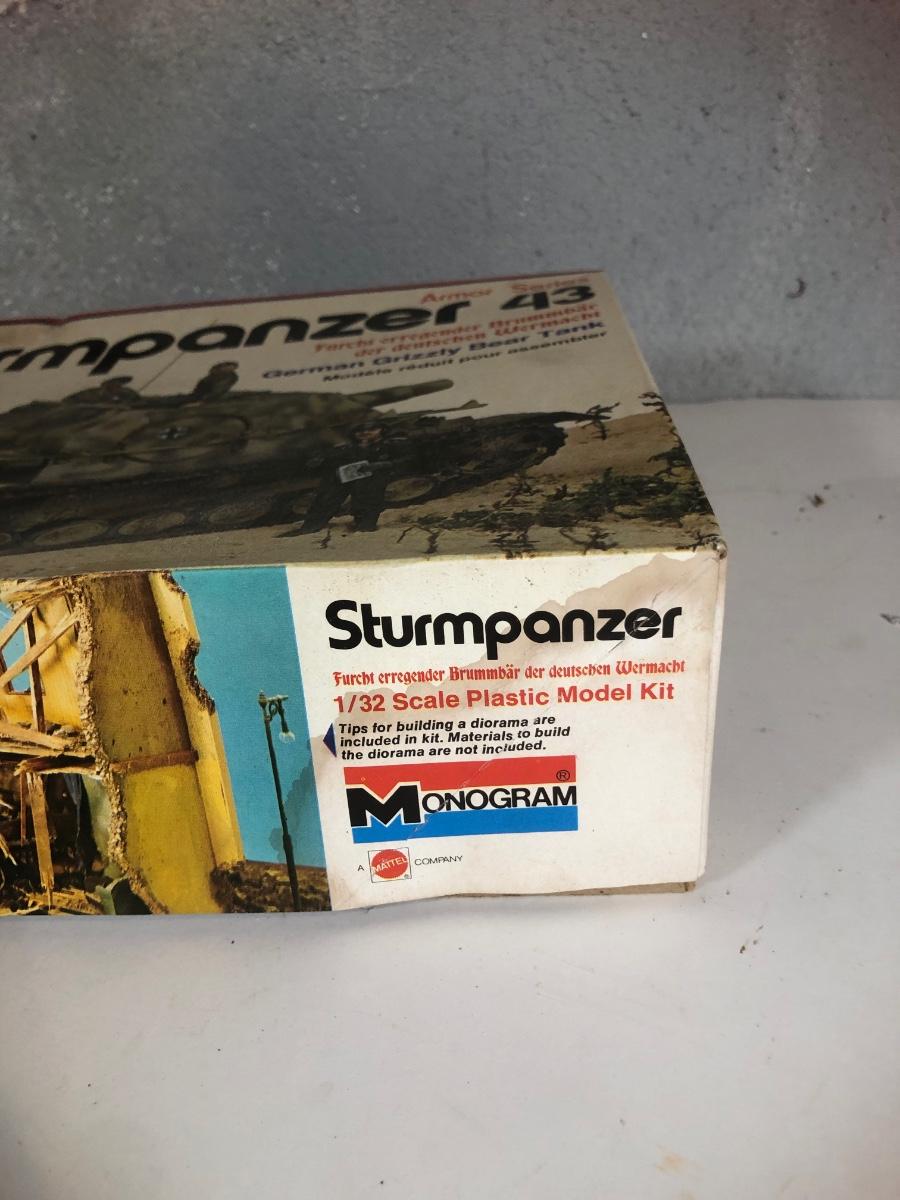 Armor Series
rmpanzer 43
Furcht erregender Brummbär
der deutschen Wermacht
German Grizzly Bear Tank
Modèle réduit pour assembler
Sturmpanzer
Furcht erregender Brummbär der deutschen Wermacht
1/32 Scale Plastic Model Kit
Tips for building a diorama are
included in kit. Materials to build
the diorama are not included.
MONOGRAM®
A MATTEL® COMPANY